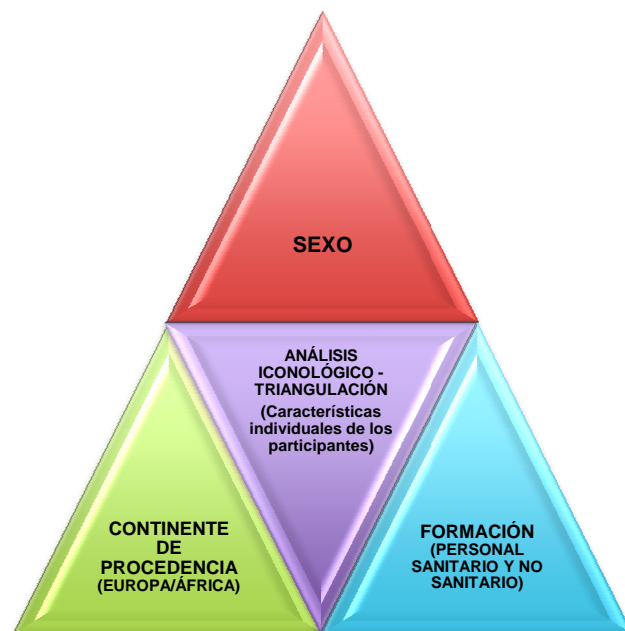 SEXO
ANÁLISIS
ICONOLÓGICO -
TRIANGULACIÓN
(Características
individuales de los
participantes)
CONTINENTE
DE
PROCEDENCIA
(EUROPA/ÁFRICA)
FORMACIÓN
(PERSONAL
SANITARIO Y NO
SANITARIO)